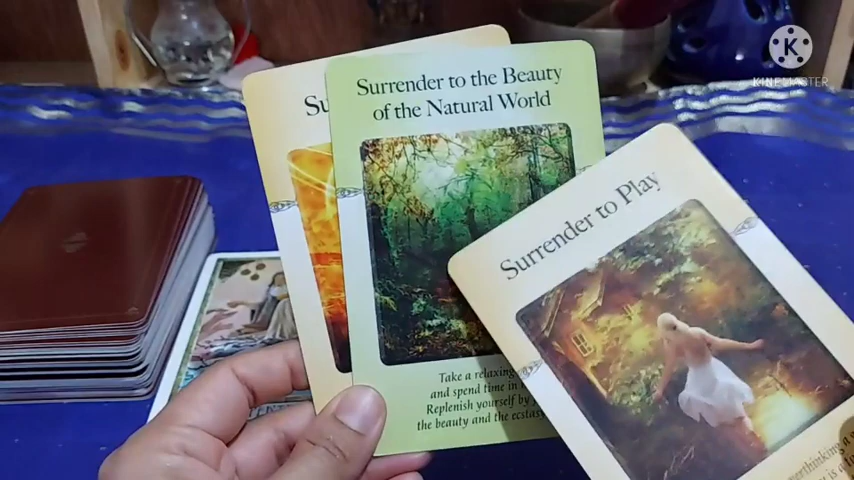 Surrender to the Beauty
of the Natural World
Surrender to Play
Take a relaxing
and spend time in
Replenish yourself by
the beauty and the ecstasy
KINEMASTER